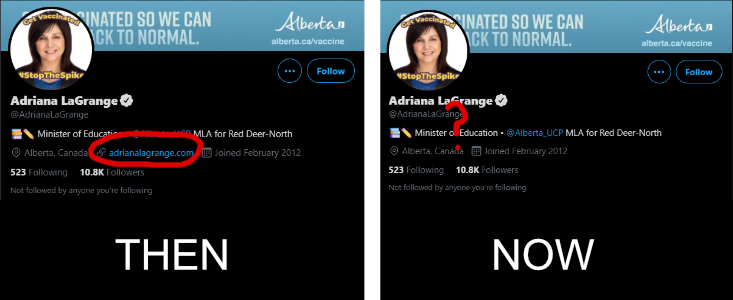 CCINATED SO WE CAN
CK TO NORMAL.
Alberta
alberta.ca/vaccine
Get Vaccinated
#StopTheSpike
Follow
Adriana LaGrange
@AdrianaLaGrange
Minister of Education • @Alberta_UCP MLA for Red Deer-North
Alberta, Canada adrianalagrange.com Joined February 2012
523 Following 10.8K Followers
Not followed by anyone you're following
THEN
CINATED SO WE CAN
CK TO NORMAL.
Alberta
alberta.ca/vaccine
Get Vaccinated
#StopTheSpike
Follow
Adriana LaGrange
@AdrianaLaGrange
?
Minister of Education • @Alberta_UCP MLA for Red Deer-North
Alberta, Canada Joined February 2012
523 Following 10.8K Followers
Not followed by anyone you're following
NOW